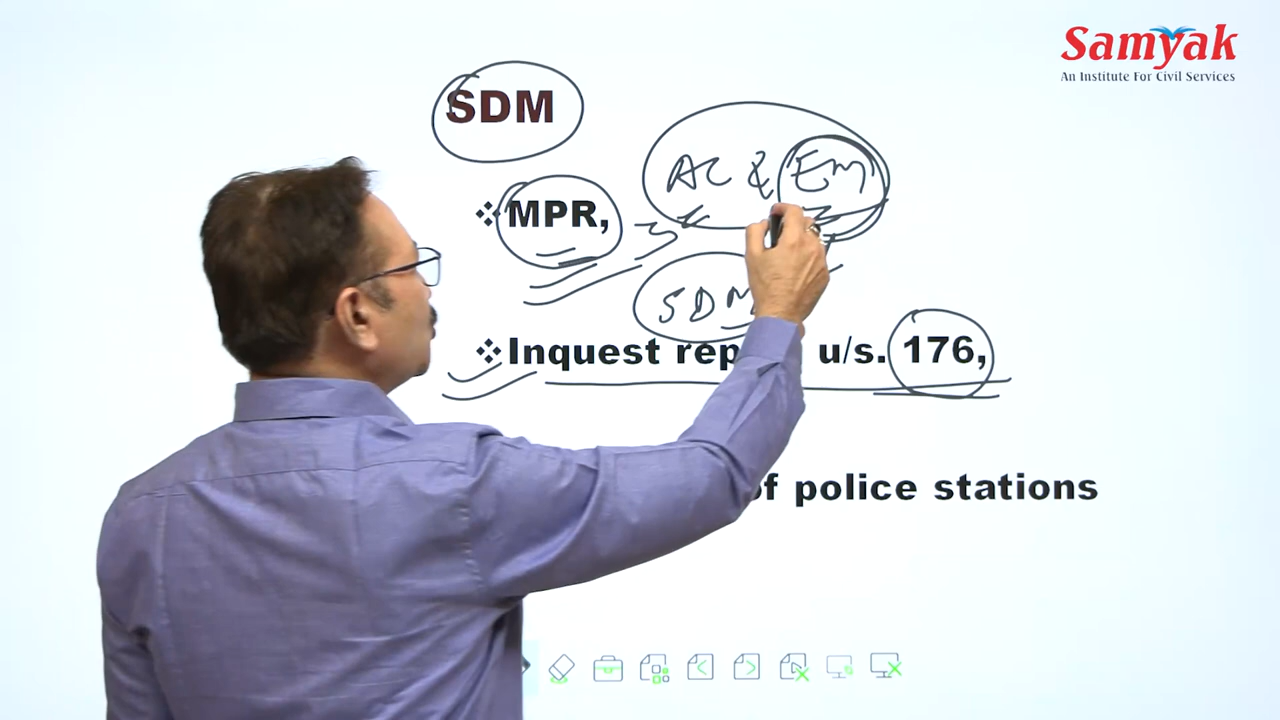 Samyak
An Institute For Civil Services
SDM
AC & EM
❖ MPR,
SDM
❖ Inquest rep u/s. 176,
of police stations